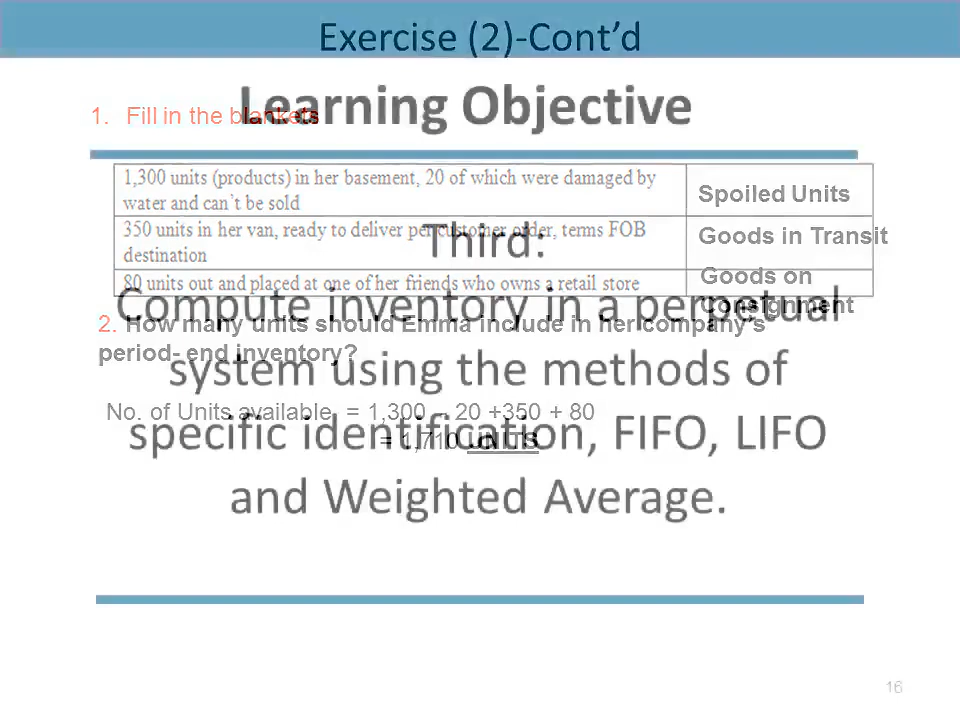 Exercise (2)-Cont’d
Learning Objective
1. Fill in the blankets
1,300 units (products) in her basement, 20 of which were damaged by
water and can`t be sold
Spoiled Units
350 units in her van, ready to deliver per customer order, terms FOB
destination
Goods in Transit
80 units out and placed at one of her friends who owns a retail store
Goods on
Consignment
2. How many units should Emma include in her company’s
period- end inventory?
No. of Units available = 1,300 – 20 +350 + 80
= 1,710 UNITS
Third:
Compute inventory in a perpetual
system using the methods of
specific identification, FIFO, LIFO
and Weighted Average.
16